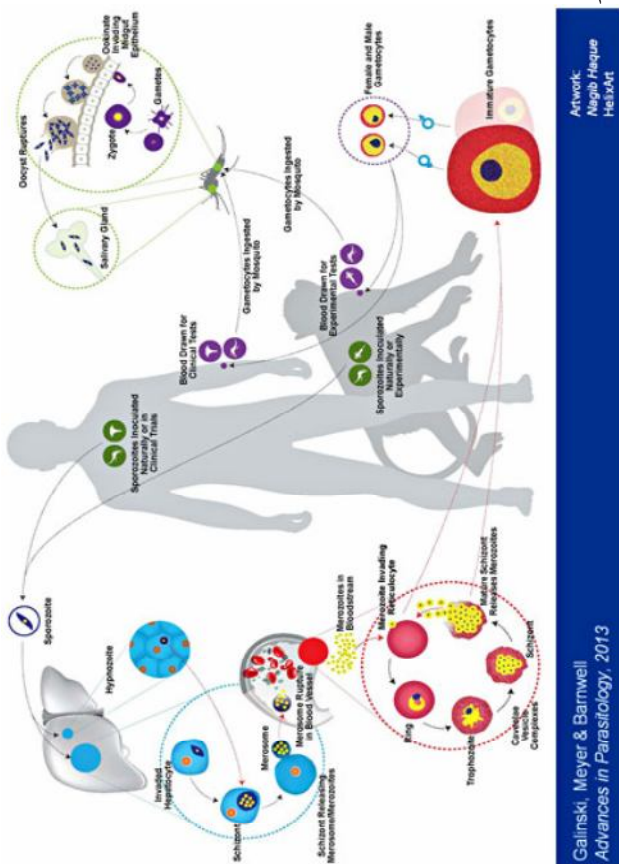 Sporozoite
Hypnozoite
Invaded
Hepatocyte
Schizont
Merosome
Schizont Releasing
Merosome/Merozoites
Merosome Rupture
in Blood Vessel
Merozoites in
Bloodstream
Merozoite Invading
Reticulocyte
Ring
Trophozoite
Caveolae
Vesicle
Complexes
Schizont
Mature Schizont
Releases Merozoites
Sporozoites Inoculated
Naturally or in
Clinical Trials
Blood Drawn for
Clinical Tests
Sporozoites Inoculated
Naturally or
Experimentally
Blood Drawn for
Experimental Tests
Gametocytes Ingested
by Mosquito
Gametocytes Ingested
by Mosquito
Salivary Gland
Oocyst Ruptures
Ookinete
Invading
Midgut
Epithelium
Zygote
Gametes
Female and Male
Gametocytes
Immature Gametocytes
Galinski, Meyer & Barnwell
Advances in Parasitology, 2013
Artwork:
Nagib Haque
HelixArt